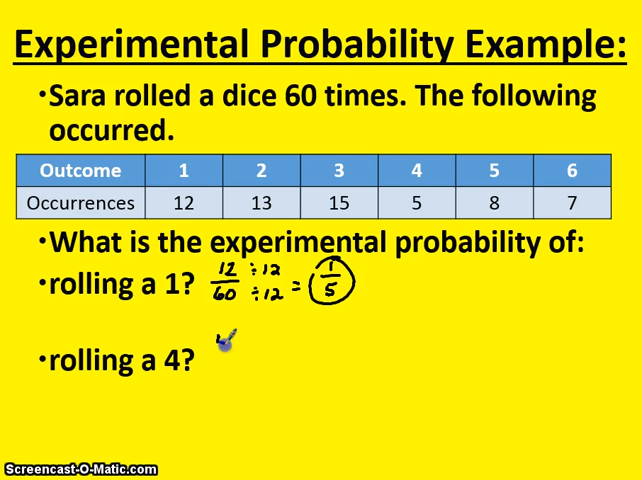 Experimental Probability Example:
•Sara rolled a dice 60 times. The following
occurred.
Outcome 1 2 3 4 5 6
Occurrences 12 13 15 5 8 7
•What is the experimental probability of:
•rolling a 1? 12/60 ÷12/÷12 = 1/5
•rolling a 4?
Screencast-O-Matic.com